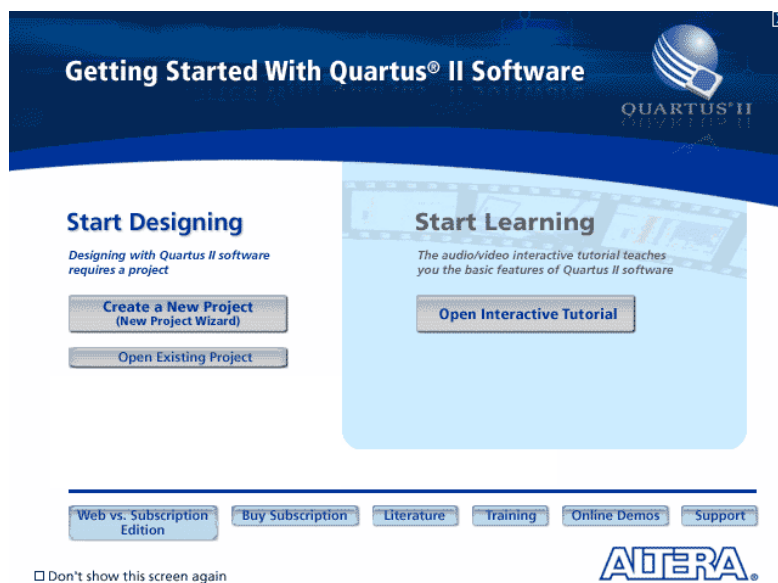 Getting Started With Quartus® II Software
QUARTUS® II
Start Designing
Designing with Quartus II software
requires a project
Create a New Project
(New Project Wizard)
Open Existing Project
Start Learning
The audio/video interactive tutorial teaches
you the basic features of Quartus II software
Open Interactive Tutorial
Web vs. Subscription
Edition
Buy Subscription
Literature
Training
Online Demos
Support
Don't show this screen again
ALTERA®